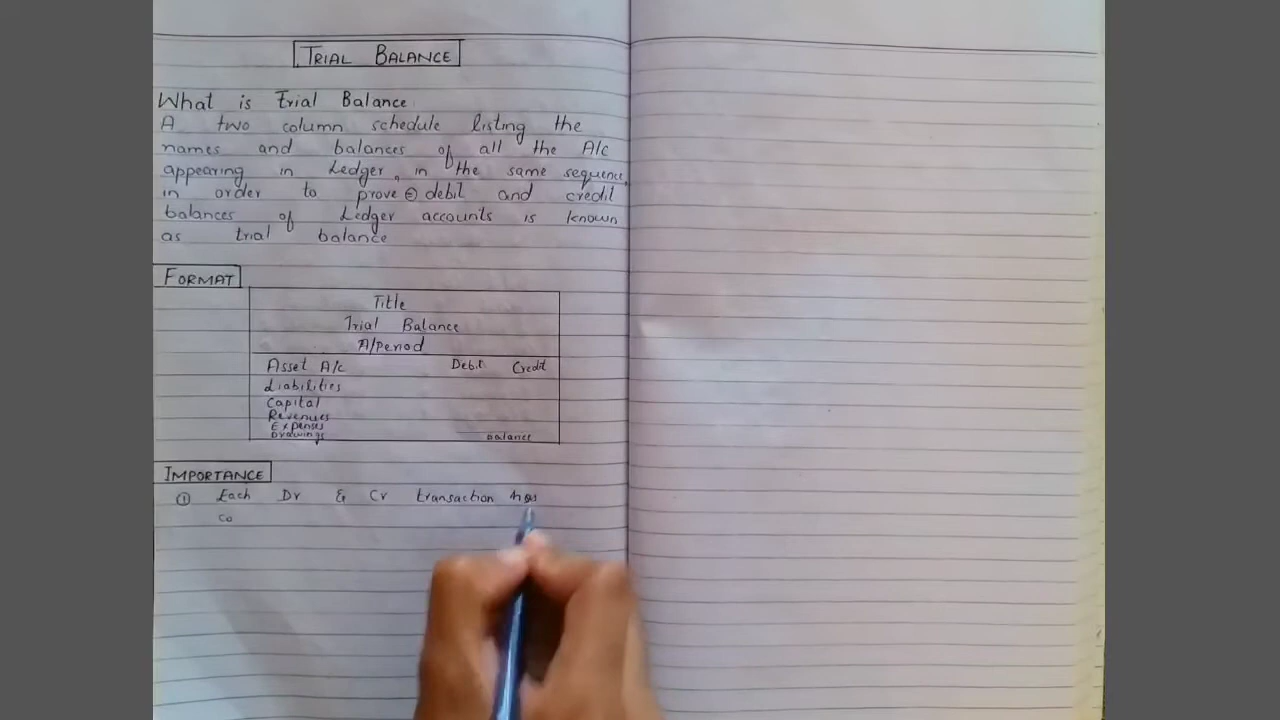 TRIAL BALANCE
What is trial Balance
A two column schedule listing the
names and balances of all the A/c
appearing in Ledger, in the same sequence,
in order to prove debit and credit
balances of Ledger accounts is known
as trial balance
FORMAT
Title
Trial Balance
A/Period
Asset A/c Debit Credit
Liabilities
Capital
Revenues
Expenses
Drawings balance
IMPORTANCE
① Each Dr & Cr transaction has
Co